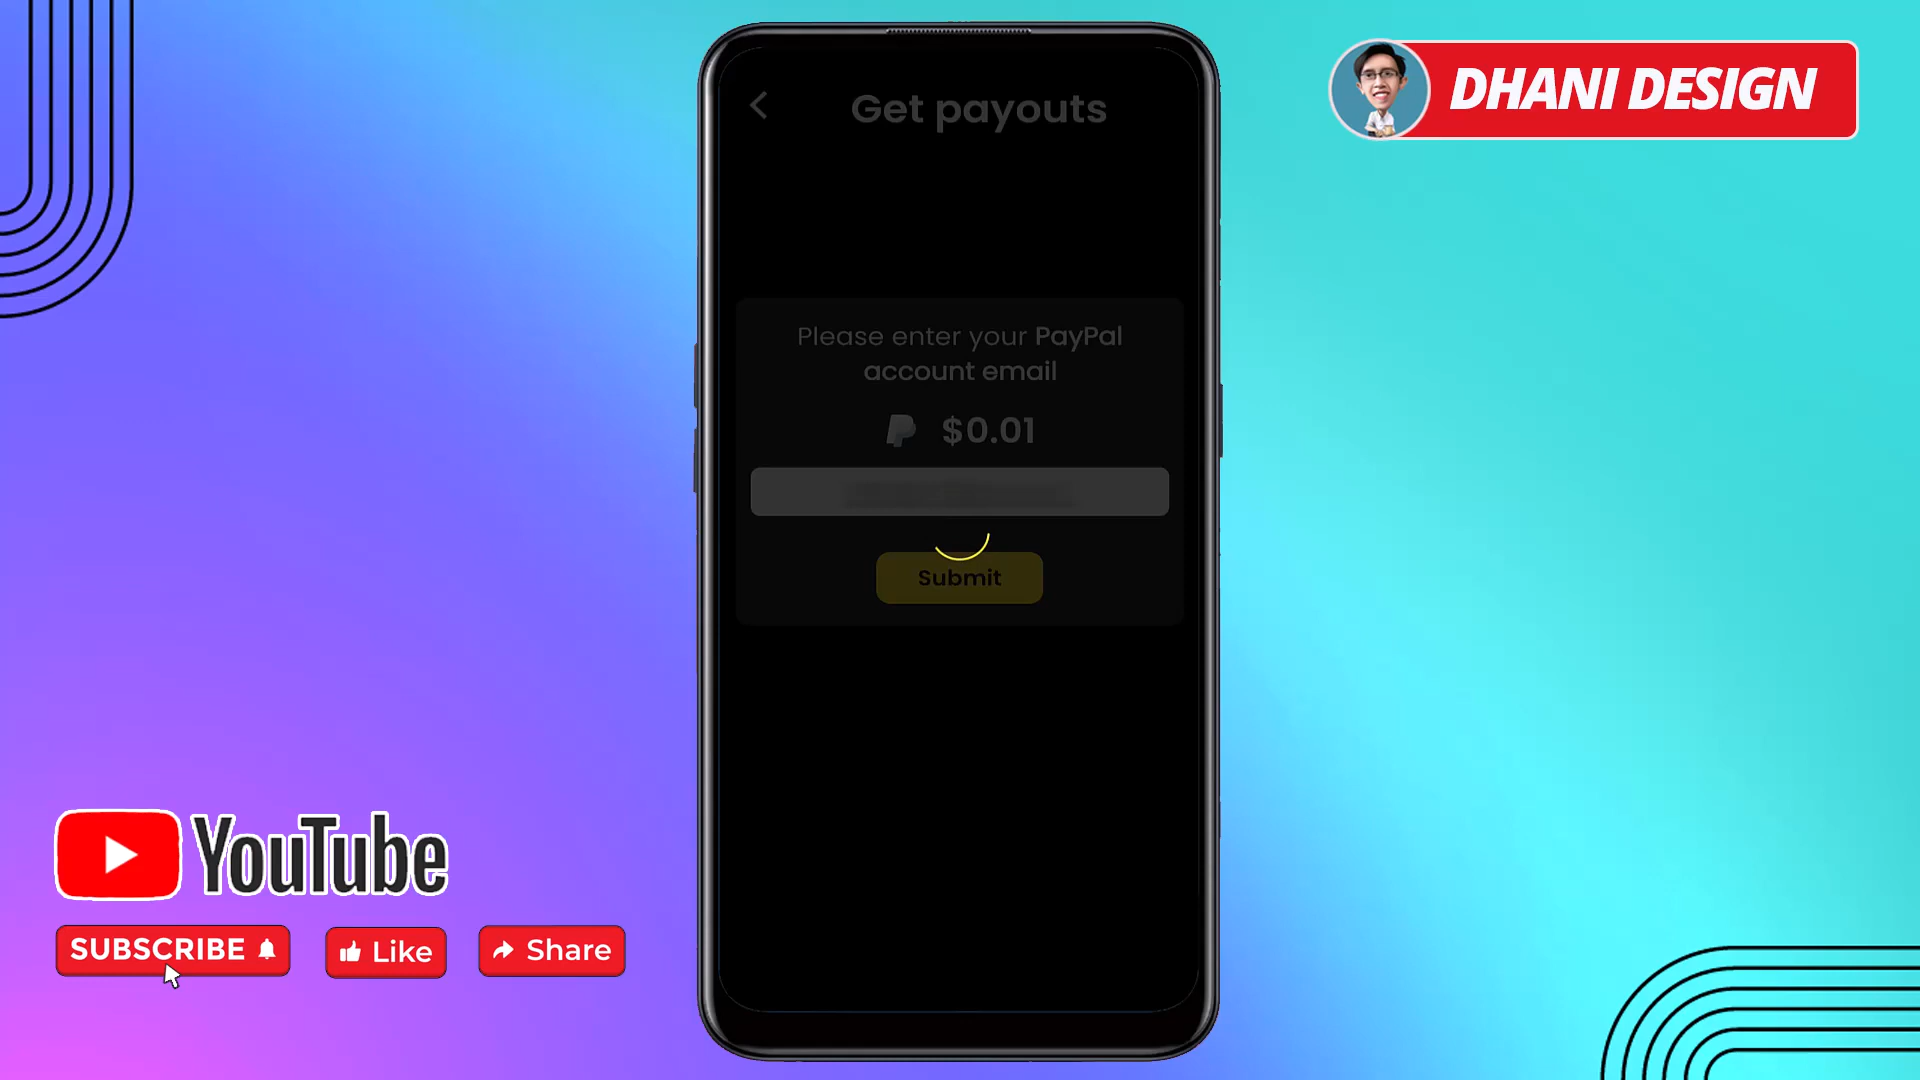 DHANI DESIGN
Get payouts
Please enter your PayPal
account email
$0.01
Submit
YouTube
SUBSCRIBE
Like
Share